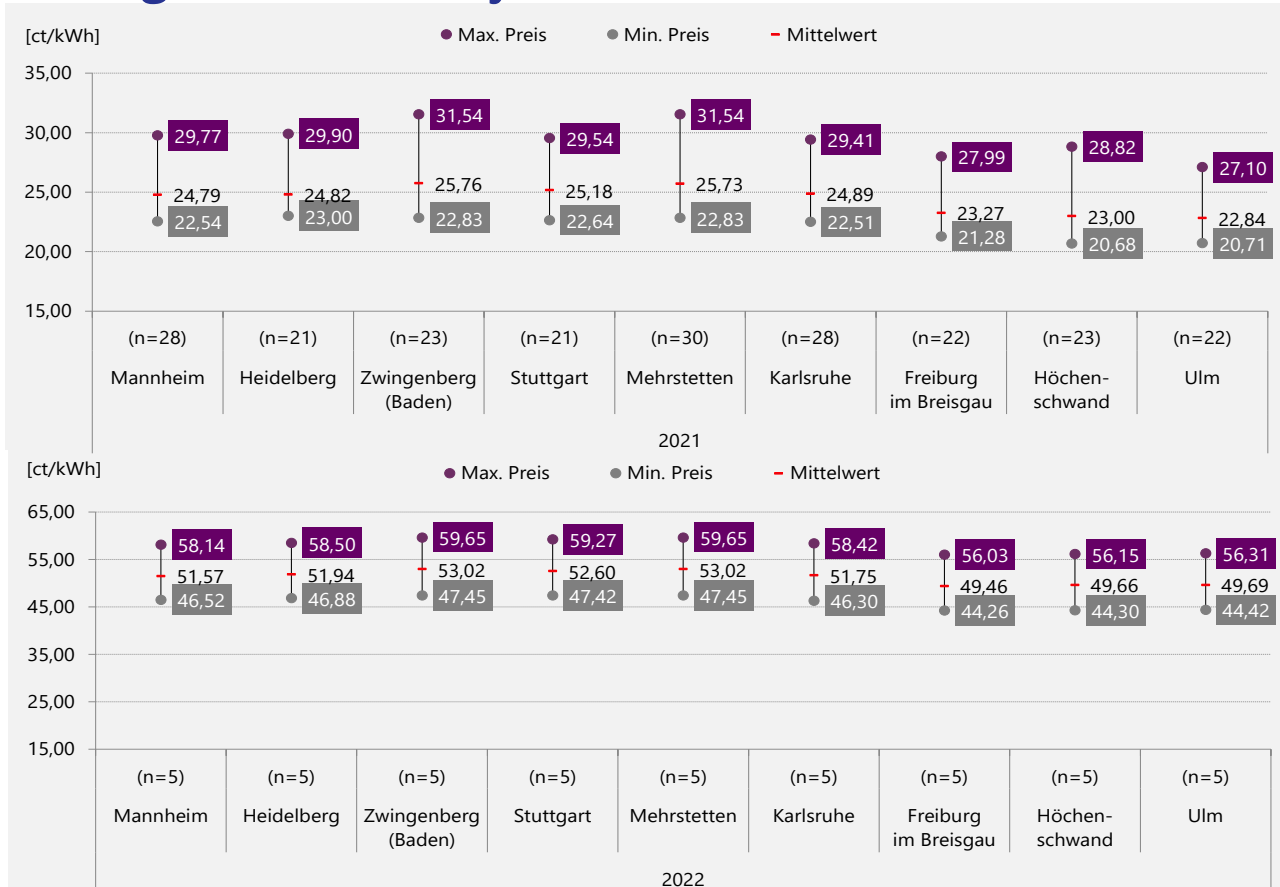 [ct/kWh]
Max. Preis Min. Preis Mittelwert
35,00
30,00
25,00
20,00
15,00
29,77 29,90 31,54 29,54 31,54 29,41 27,99 28,82 27,10
24,79 24,82 25,76 25,18 25,73 24,89 23,27 23,00 22,84
22,54 23,00 22,83 22,64 22,83 22,51 21,28 20,68 20,71
(n=28) (n=21) (n=23) (n=21) (n=30) (n=28) (n=22) (n=23) (n=22)
Mannheim Heidelberg Zwingenberg Stuttgart Mehrstetten Karlsruhe Freiburg Höchen- Ulm
(Baden) im Breisgau schwand
2021
[ct/kWh]
Max. Preis Min. Preis Mittelwert
65,00
55,00
45,00
35,00
25,00
15,00
58,14 58,50 59,65 59,27 59,65 58,42 56,03 56,15 56,31
51,57 51,94 53,02 52,60 53,02 51,75 49,46 49,66 49,69
46,52 46,88 47,45 47,42 47,45 46,30 44,26 44,30 44,42
(n=5) (n=5) (n=5) (n=5) (n=5) (n=5) (n=5) (n=5) (n=5)
Mannheim Heidelberg Zwingenberg Stuttgart Mehrstetten Karlsruhe Freiburg Höchen- Ulm
(Baden) im Breisgau schwand
2022